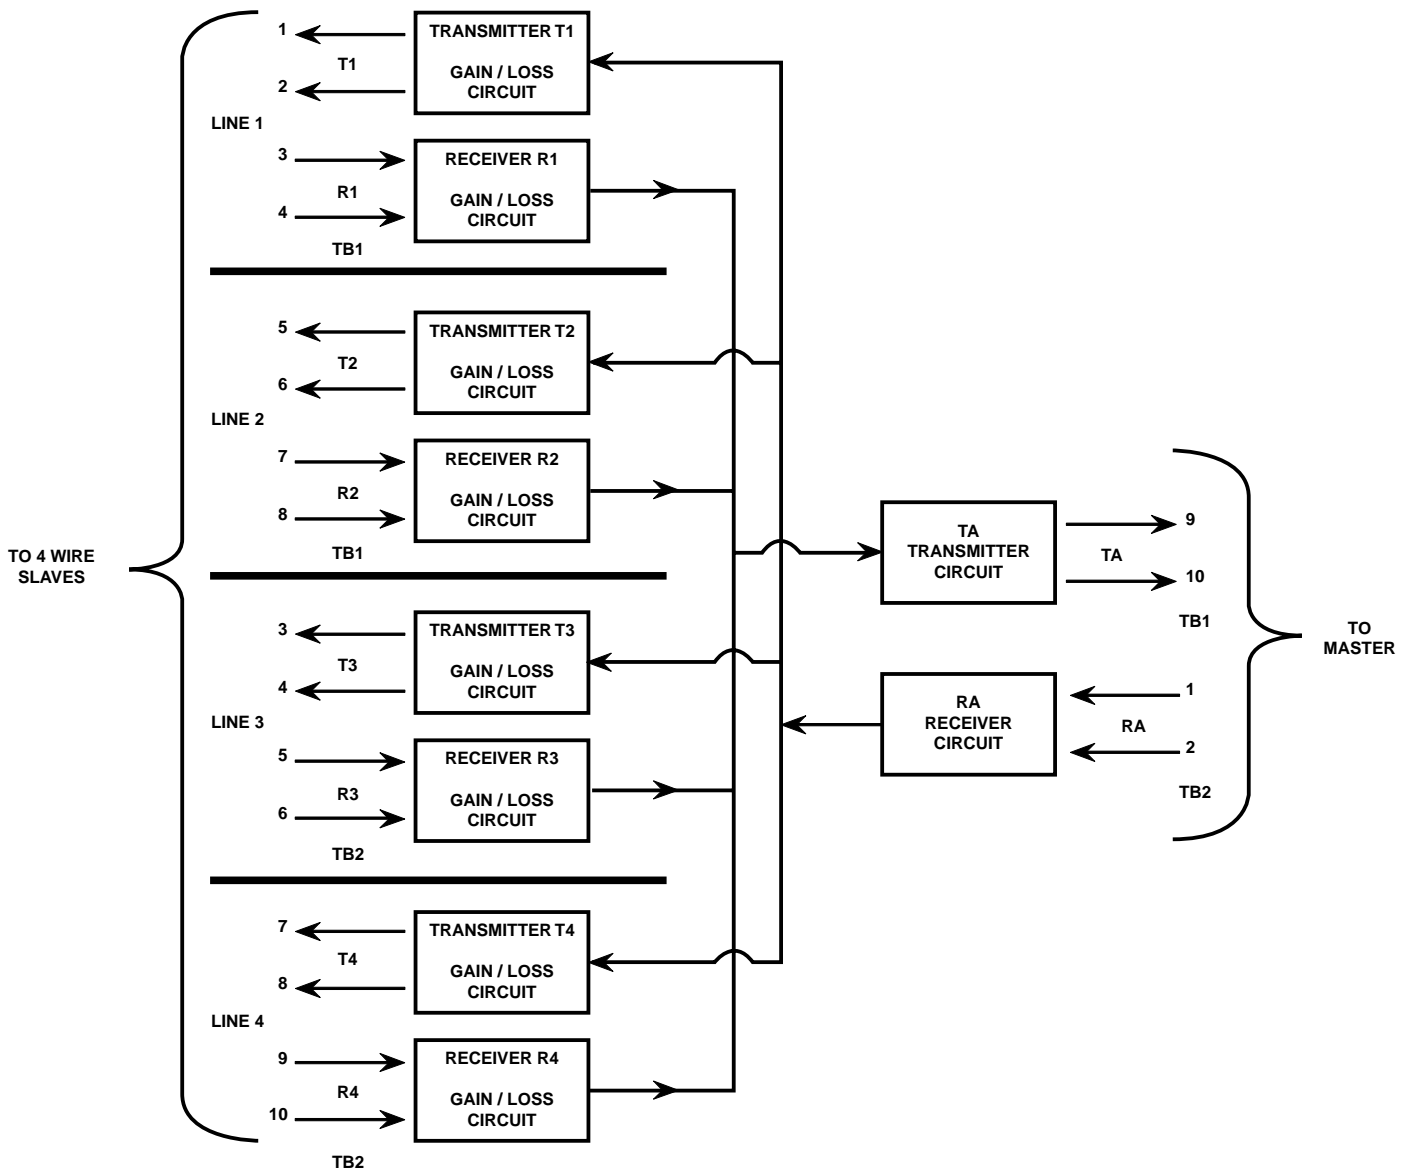 1
TRANSMITTER T1
T1
GAIN / LOSS
CIRCUIT
2
LINE 1
3
RECEIVER R1
R1
GAIN / LOSS
CIRCUIT
4
TB1
5
TRANSMITTER T2
T2
GAIN / LOSS
CIRCUIT
6
LINE 2
7
RECEIVER R2
R2
GAIN / LOSS
CIRCUIT
8
TB1
TO 4 WIRE
SLAVES
3
TRANSMITTER T3
T3
GAIN / LOSS
CIRCUIT
4
LINE 3
5
RECEIVER R3
R3
GAIN / LOSS
CIRCUIT
6
TB2
7
TRANSMITTER T4
T4
GAIN / LOSS
CIRCUIT
8
LINE 4
9
RECEIVER R4
R4
GAIN / LOSS
CIRCUIT
10
TB2
TA
TRANSMITTER
CIRCUIT
9
TA
10
TB1
TO
MASTER
RA
RECEIVER
CIRCUIT
1
RA
2
TB2